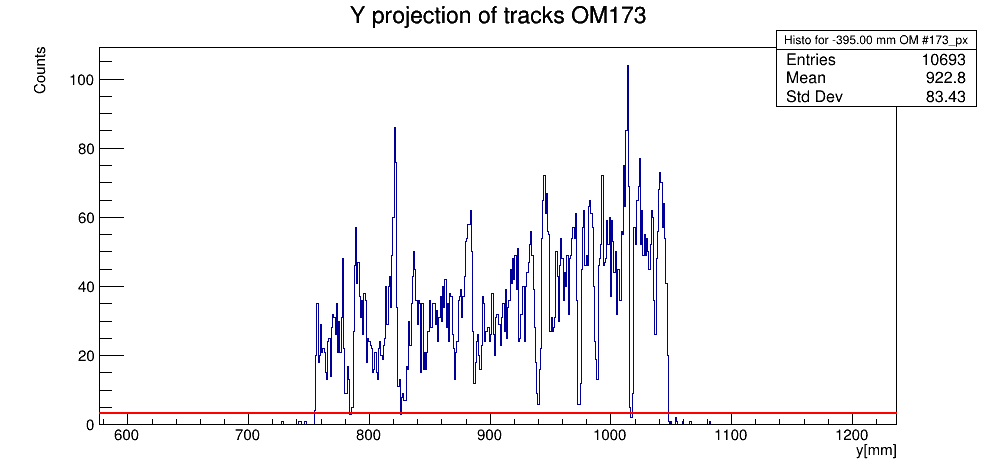 Y projection of tracks OM173
Histo for -395.00 mm OM #173_px
Entries 10693
Mean 922.8
Std Dev 83.43
Counts
100
80
60
40
20
0
600 700 800 900 1000 1100 1200
y[mm]